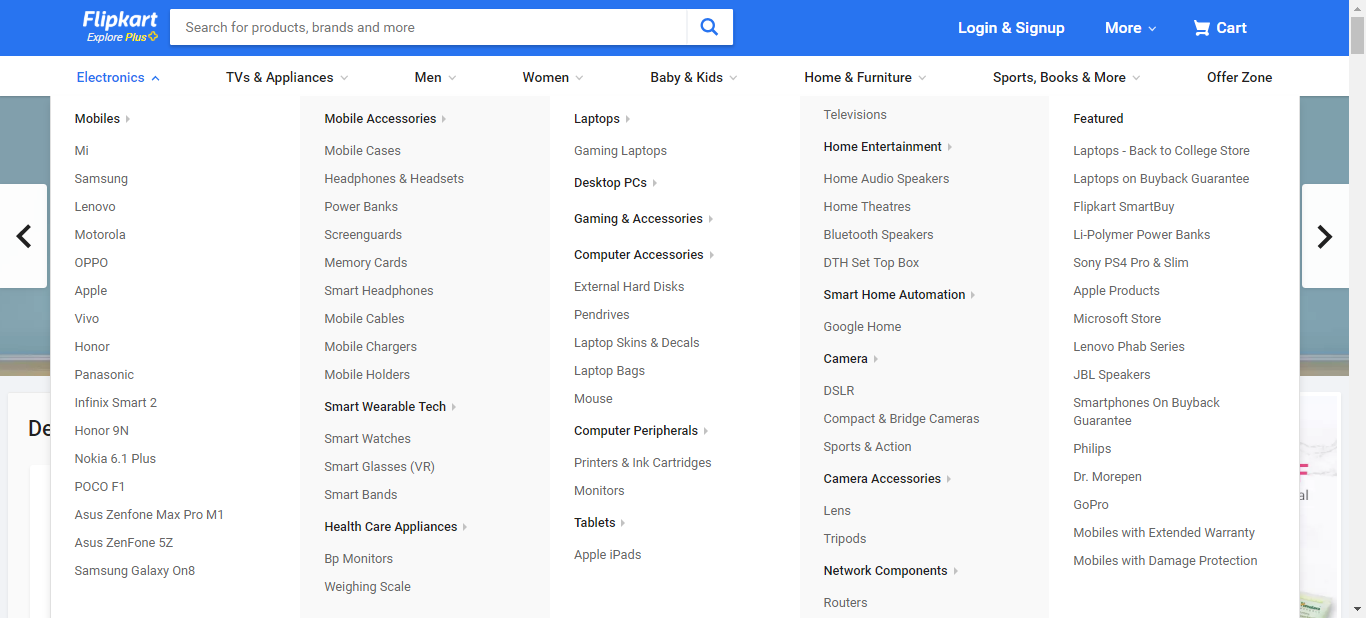 Flipkart
Explore Plus
Search for products, brands and more
Login & Signup
More
Cart
Electronics
TVs & Appliances
Men
Women
Baby & Kids
Home & Furniture
Sports, Books & More
Offer Zone
Mobiles
Mi
Samsung
Lenovo
Motorola
OPPO
Apple
Vivo
Honor
Panasonic
Infinix Smart 2
Honor 9N
Nokia 6.1 Plus
POCO F1
Asus Zenfone Max Pro M1
Asus ZenFone 5Z
Samsung Galaxy On8
Mobile Accessories
Mobile Cases
Headphones & Headsets
Power Banks
Screenguards
Memory Cards
Smart Headphones
Mobile Cables
Mobile Chargers
Mobile Holders
Smart Wearable Tech
Smart Watches
Smart Glasses (VR)
Smart Bands
Health Care Appliances
Bp Monitors
Weighing Scale
Laptops
Gaming Laptops
Desktop PCs
Gaming & Accessories
Computer Accessories
External Hard Disks
Pendrives
Laptop Skins & Decals
Laptop Bags
Mouse
Computer Peripherals
Printers & Ink Cartridges
Monitors
Tablets
Apple iPads
Televisions
Home Entertainment
Home Audio Speakers
Home Theatres
Bluetooth Speakers
DTH Set Top Box
Smart Home Automation
Google Home
Camera
DSLR
Compact & Bridge Cameras
Sports & Action
Camera Accessories
Lens
Tripods
Network Components
Routers
Featured
Laptops - Back to College Store
Laptops on Buyback Guarantee
Flipkart SmartBuy
Li-Polymer Power Banks
Sony PS4 Pro & Slim
Apple Products
Microsoft Store
Lenovo Phab Series
JBL Speakers
Smartphones On Buyback
Guarantee
Philips
Dr. Morepen
GoPro
Mobiles with Extended Warranty
Mobiles with Damage Protection
De
al